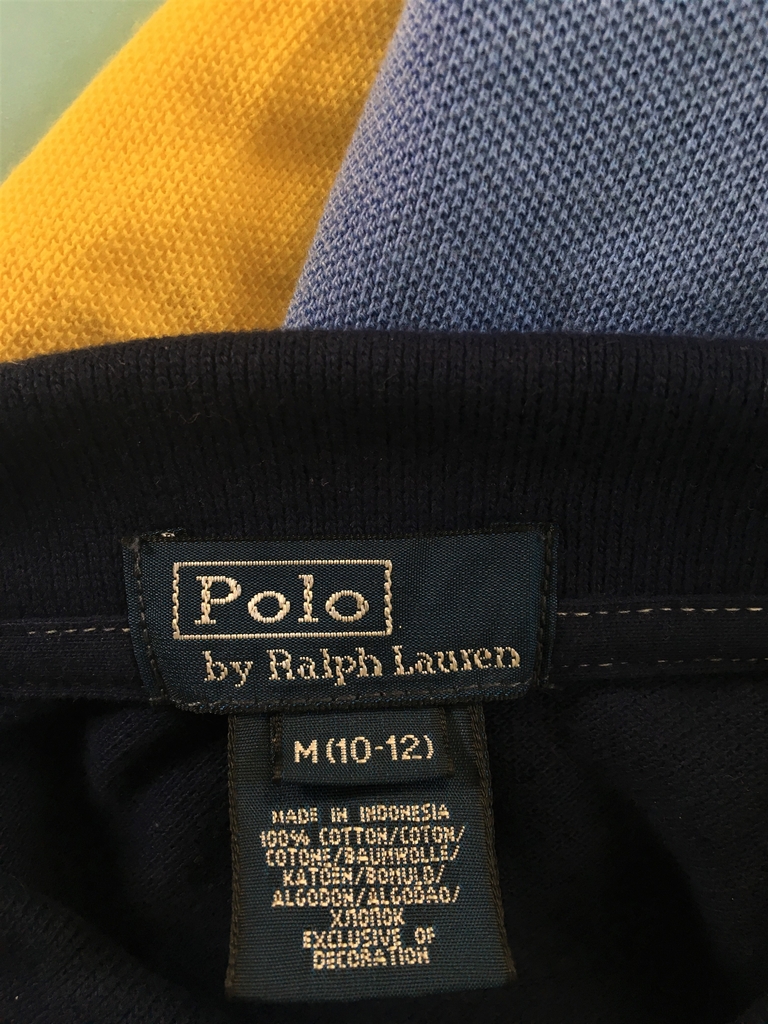 Polo
by Ralph Lauren
M (10-12)
MADE IN INDONESIA
100% COTTON/COTON/
COTONE/BAUMWOLLE/
KATOEN/BOMULD/
ALGODON/ALGODAO/
ХЛОПОК
EXCLUSIVE OF
DECORATION